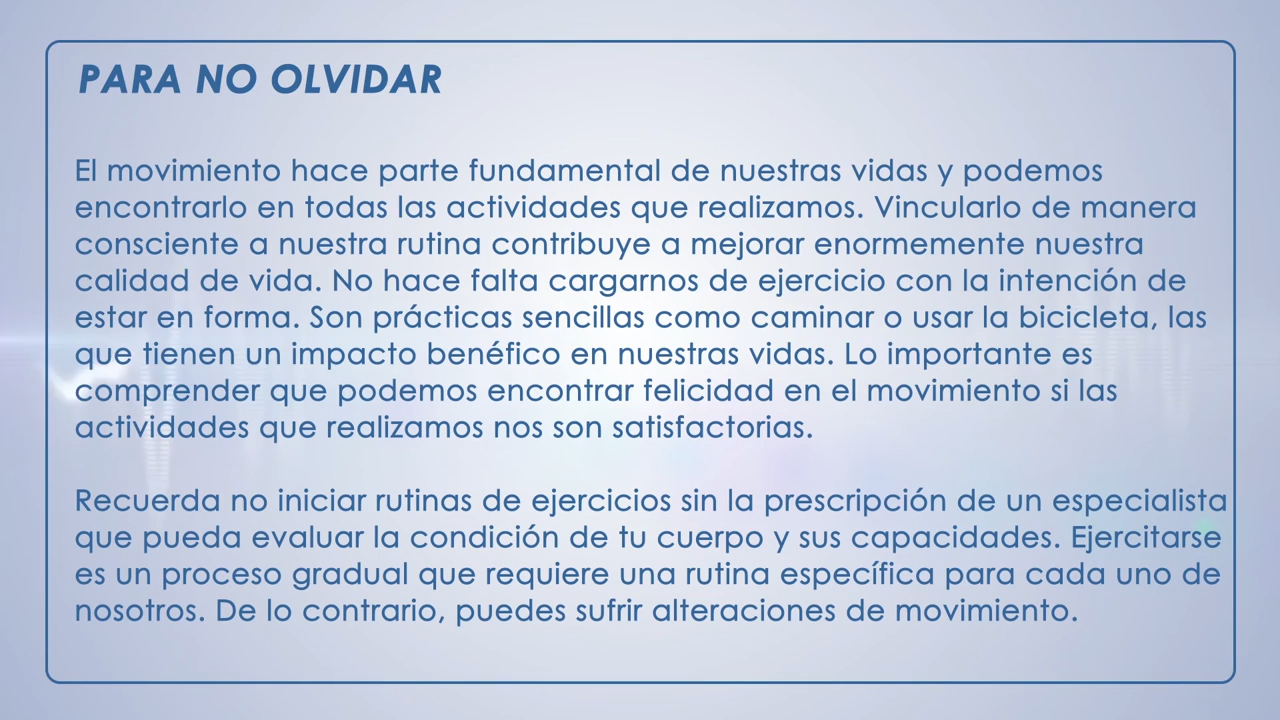 PARA NO OLVIDAR
El movimiento hace parte fundamental de nuestras vidas y podemos
encontrarlo en todas las actividades que realizamos. Vincularlo de manera
consciente a nuestra rutina contribuye a mejorar enormemente nuestra
calidad de vida. No hace falta cargarnos de ejercicio con la intención de
estar en forma. Son prácticas sencillas como caminar o usar la bicicleta, las
que tienen un impacto benéfico en nuestras vidas. Lo importante es
comprender que podemos encontrar felicidad en el movimiento si las
actividades que realizamos nos son satisfactorias.
Recuerda no iniciar rutinas de ejercicios sin la prescripción de un especialista
que pueda evaluar la condición de tu cuerpo y sus capacidades. Ejercitarse
es un proceso gradual que requiere una rutina específica para cada uno de
nosotros. De lo contrario, puedes sufrir alteraciones de movimiento.